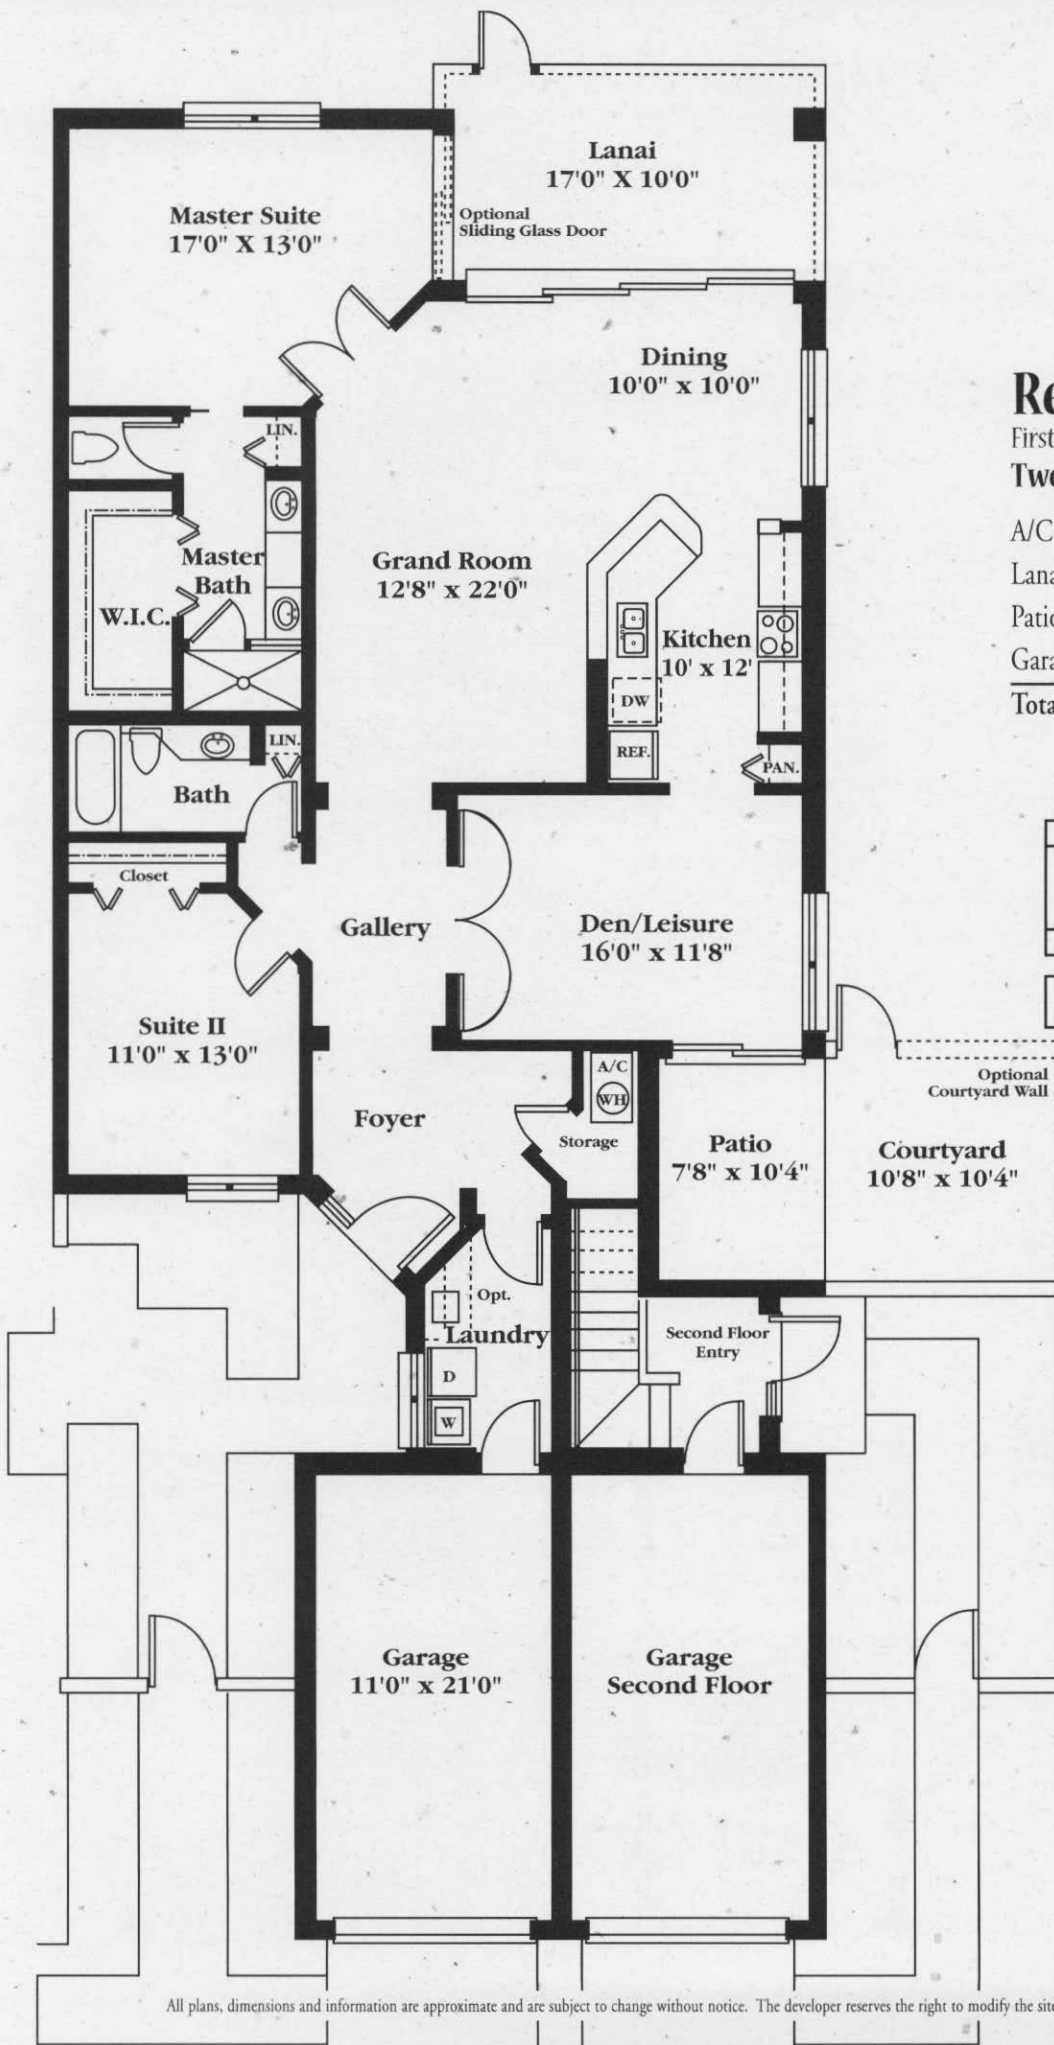 Lanai
17'0" X 10'0"
Optional
Sliding Glass Door
Master Suite
17'0" X 13'0"
Dining
10'0" x 10'0"
LIN.
Master
Bath
W.I.C.
Grand Room
12'8" x 22'0"
Kitchen
10' x 12'
DW
REF.
PAN.
LIN.
Bath
Closet
Gallery
Den/Leisure
16'0" x 11'8"
Suite II
11'0" x 13'0"
Foyer
A/C
WH
Storage
Patio
7'8" x 10'4"
Optional
Courtyard Wall
Courtyard
10'8" x 10'4"
Opt.
Laundry
D
W
Second Floor
Entry
Garage
11'0" x 21'0"
Garage
Second Floor
First
A/C
All plans, dimensions and information are approximate and are subject to change without notice. The developer reserves the right to modify the site